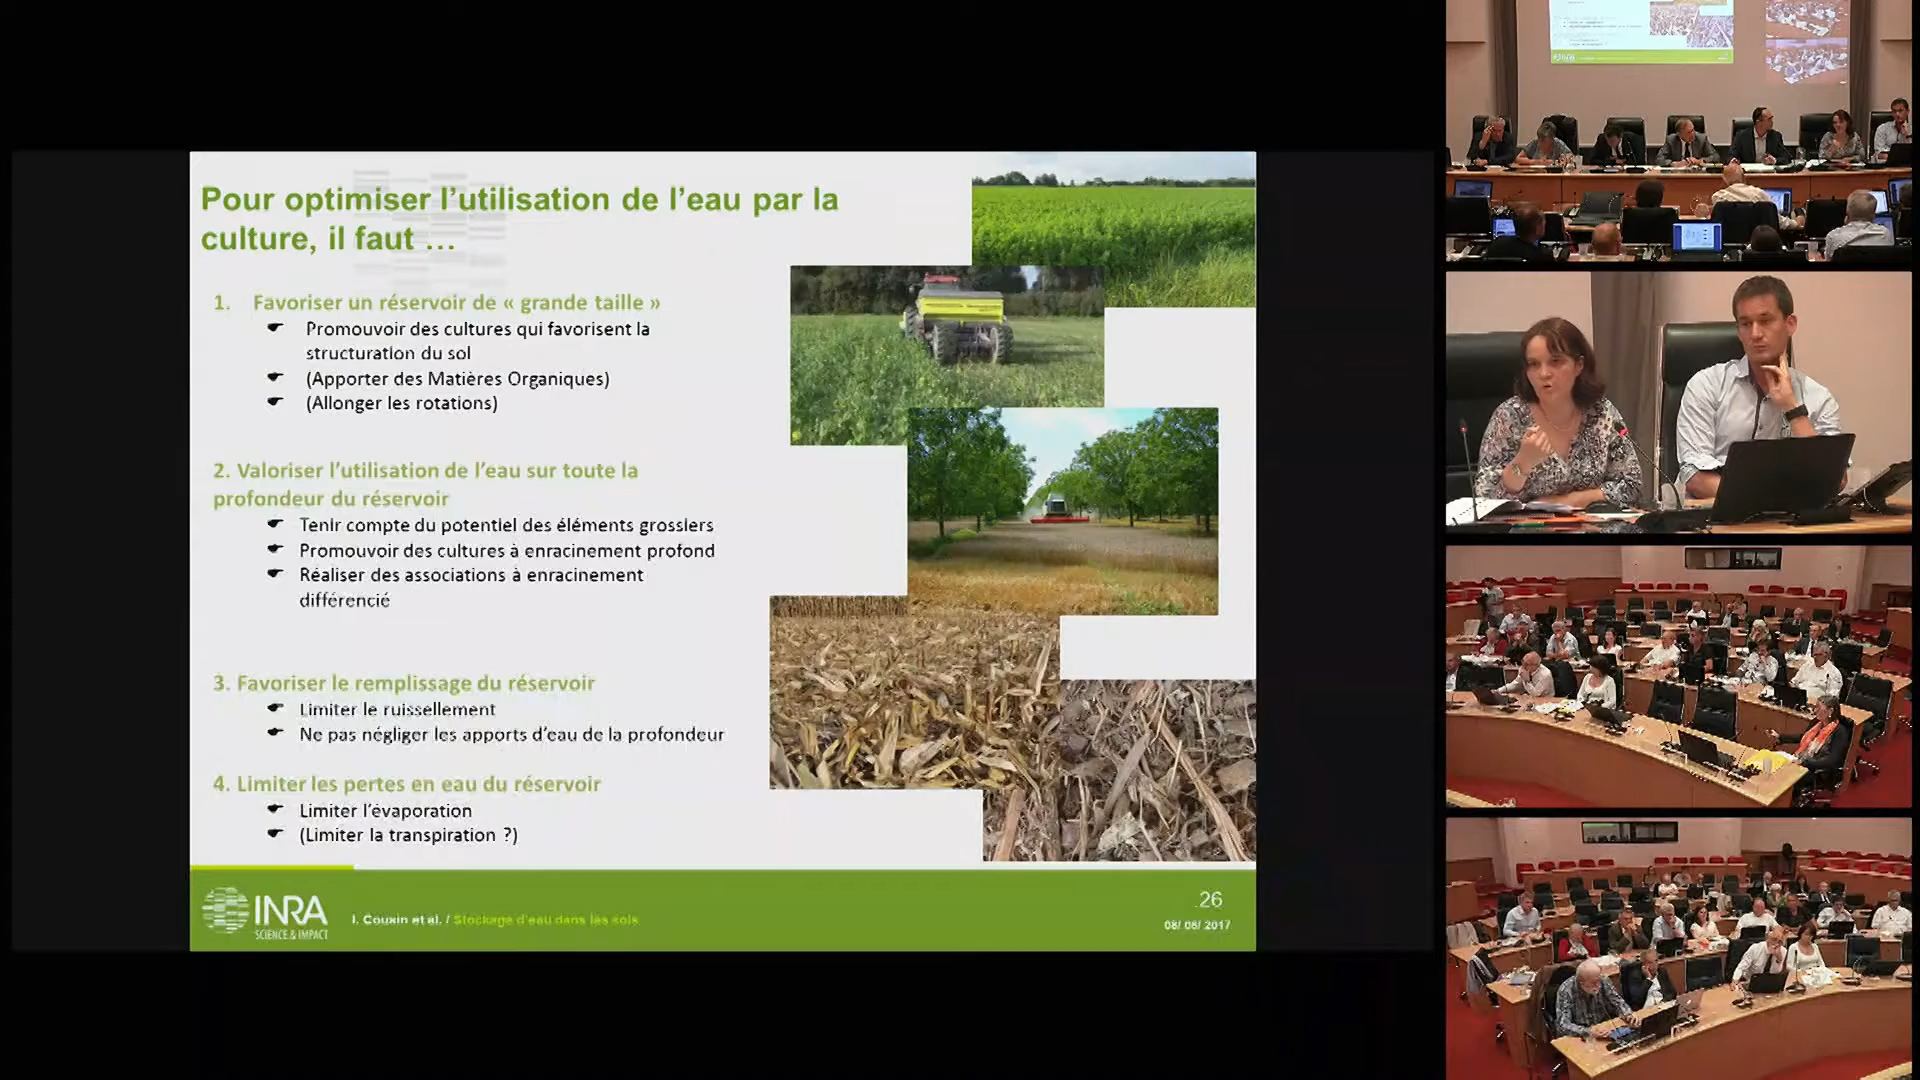 Pour optimiser l'utilisation de l'eau par la
culture, il faut …
1. Favoriser un réservoir de « grande taille »
Promouvoir des cultures qui favorisent la
structuration du sol
(Apporter des Matières Organiques)
(Allonger les rotations)
2. Valoriser l'utilisation de l'eau sur toute la
profondeur du réservoir
Tenir compte du potentiel des éléments grossiers
Promouvoir des cultures à enracinement profond
Réaliser des associations à enracinement
différencié
3. Favoriser le remplissage du réservoir
Limiter le ruissellement
Ne pas négliger les apports d'eau de la profondeur
4. Limiter les pertes en eau du réservoir
Limiter l'évaporation
(Limiter la transpiration ?)
INRA
SCIENCE & IMPACT
I. Cousin et al. / Stockage d'eau dans les sols
.26
08/ 06/ 2017